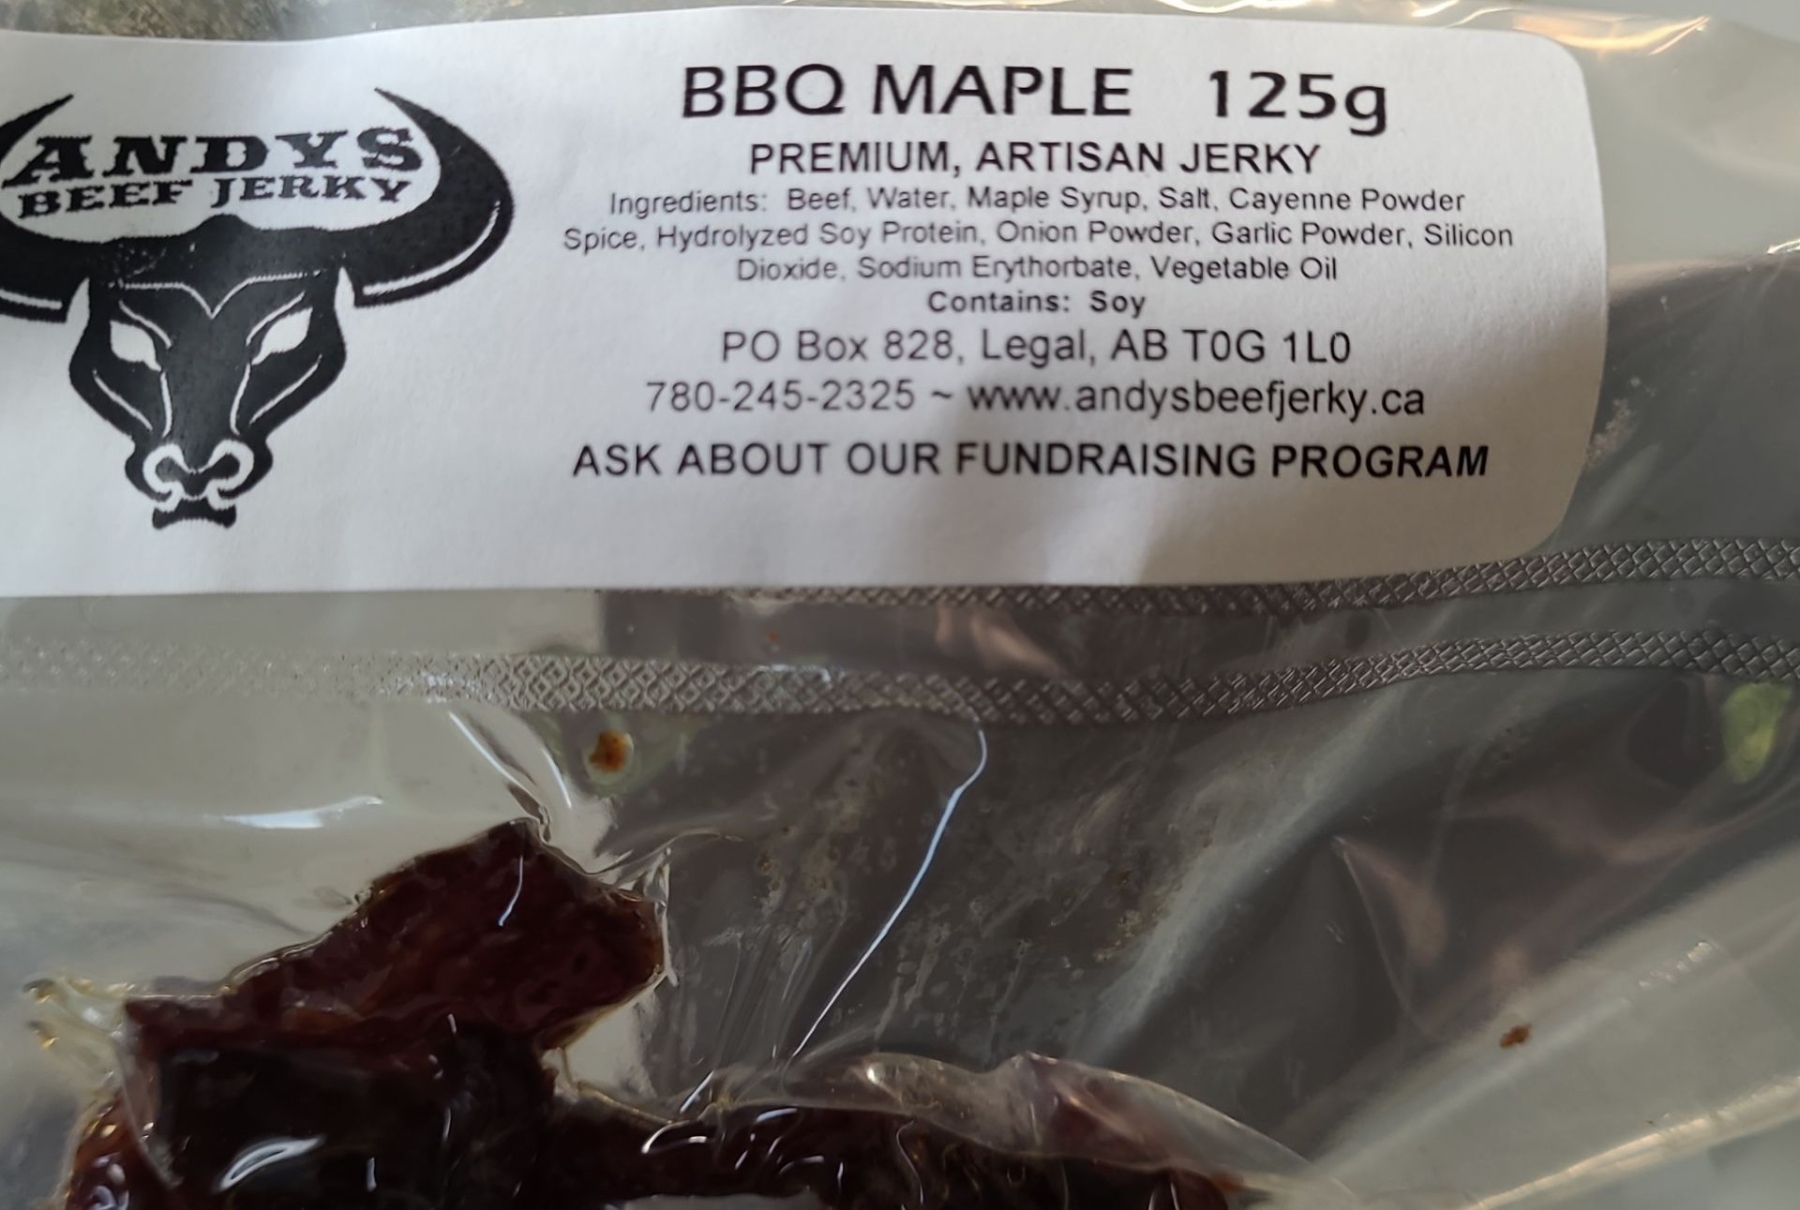 ANDYS
BEEF JERKY
BBQ MAPLE 125g
PREMIUM, ARTISAN JERKY
Ingredients: Beef, Water, Maple Syrup, Salt, Cayenne Powder
Spice, Hydrolyzed Soy Protein, Onion Powder, Garlic Powder, Silicon
Dioxide, Sodium Erythorbate, Vegetable Oil
Contains: Soy
PO Box 828, Legal, AB T0G 1L0
780-245-2325 ~ www.andysbeefjerky.ca
ASK ABOUT OUR FUNDRAISING PROGRAM